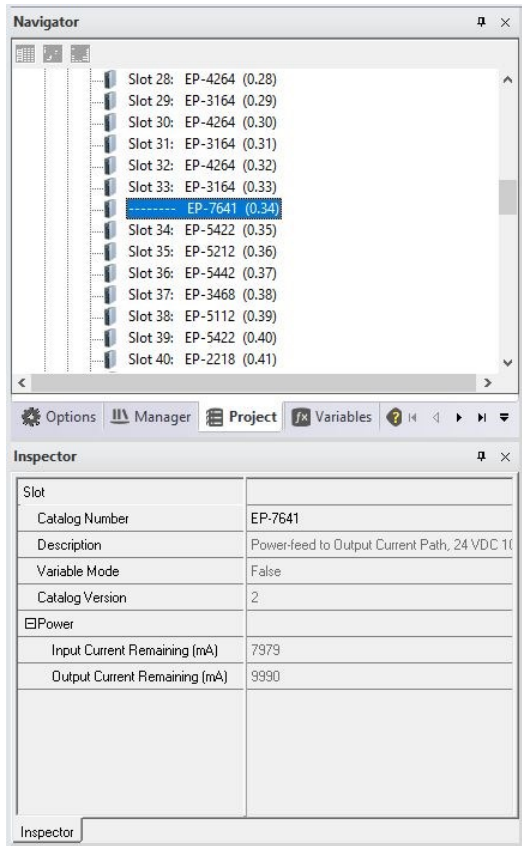 Navigator
Slot 28: EP-4264 (0.28)
Slot 29: EP-3164 (0.29)
Slot 30: EP-4264 (0.30)
Slot 31: EP-3164 (0.31)
Slot 32: EP-4264 (0.32)
Slot 33: EP-3164 (0.33)
-------- EP-7641 (0.34)
Slot 34: EP-5422 (0.35)
Slot 35: EP-5212 (0.36)
Slot 36: EP-5442 (0.37)
Slot 37: EP-3468 (0.38)
Slot 38: EP-5112 (0.39)
Slot 39: EP-5422 (0.40)
Slot 40: EP-2218 (0.41)
Options Manager Project fx Variables ?
Inspector
Slot
Catalog Number EP-7641
Description Power-feed to Output Current Path, 24 VDC
Variable Mode False
Catalog Version 2
Power
Input Current Remaining (mA) 7979
Output Current Remaining (mA) 9990
Inspector